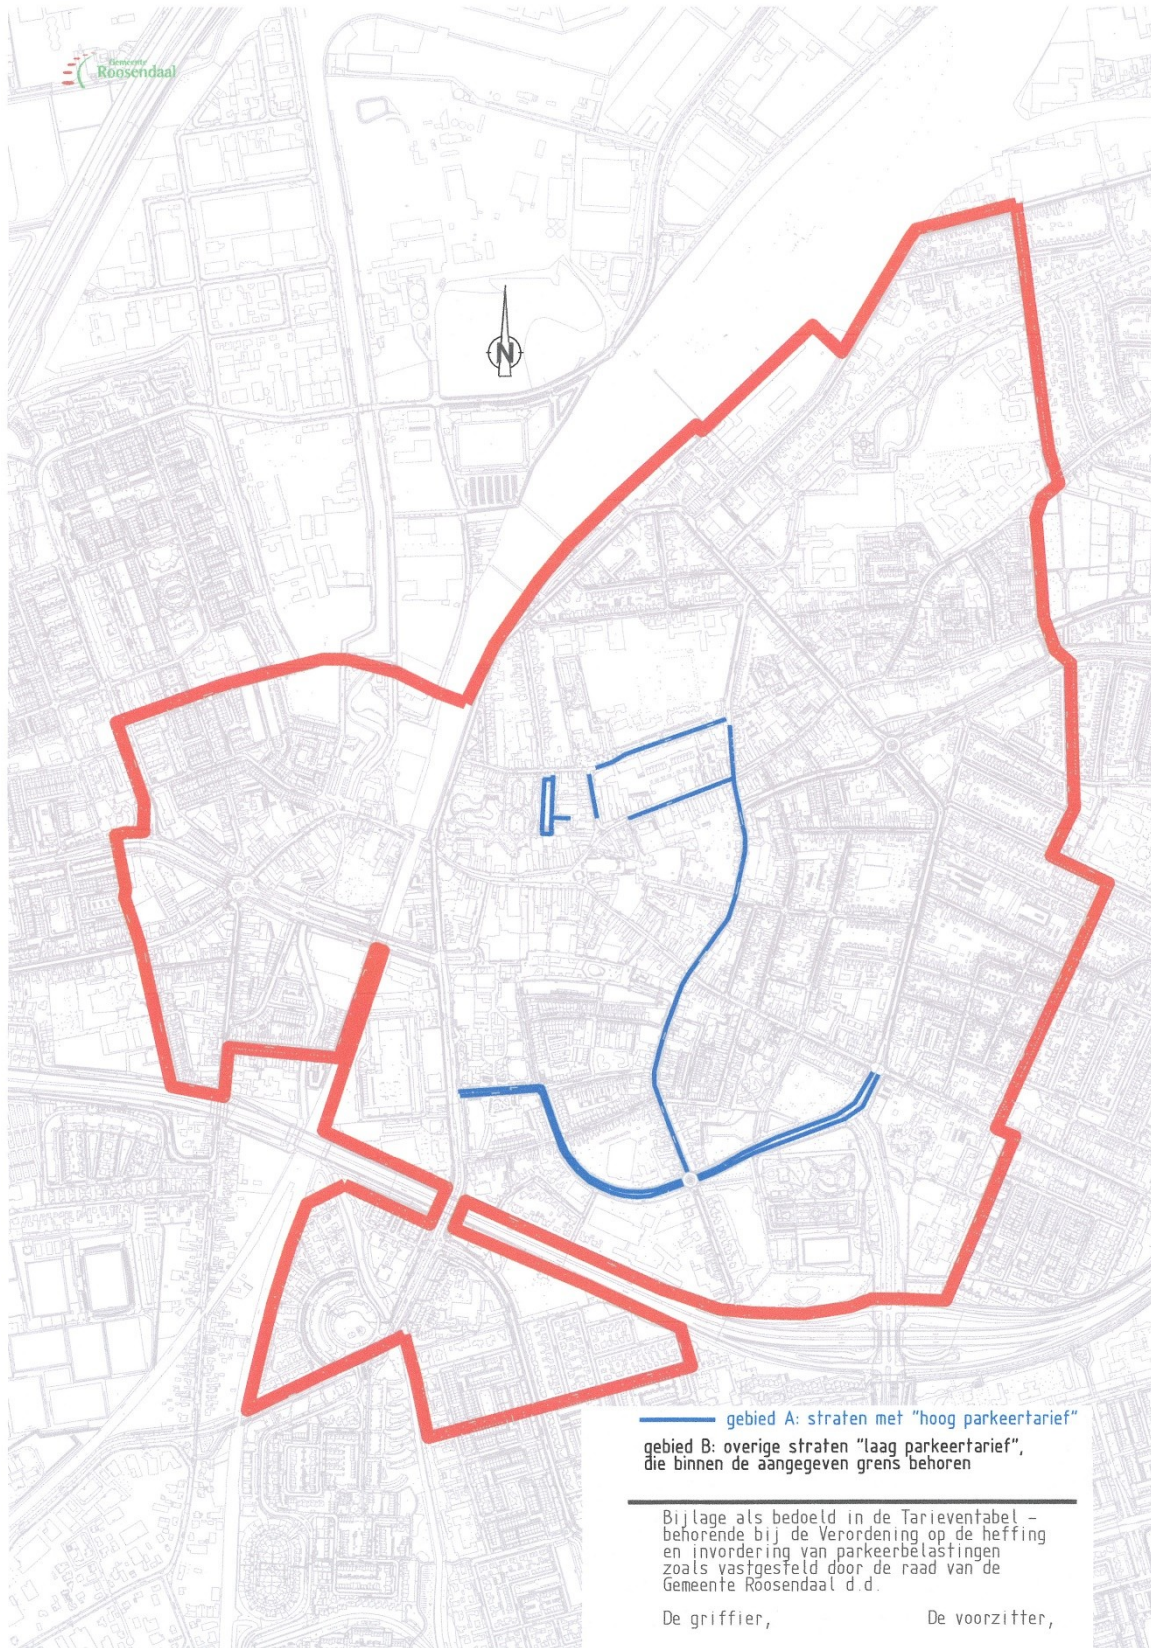 Gemeente
Roosendaal
N
gebied A: straten met "hoog parkeertarief"
gebied B: overige straten "laag parkeertarief",
die binnen de aangegeven grens behoren
Bijlage als bedoeld in de Tarieventabel –
behorende bij de Verordening op de heffing
en invordering van parkeerbelastingen
zoals vastgesteld door de raad van de
Gemeente Roosendaal d.d.
De griffier, De voorzitter,